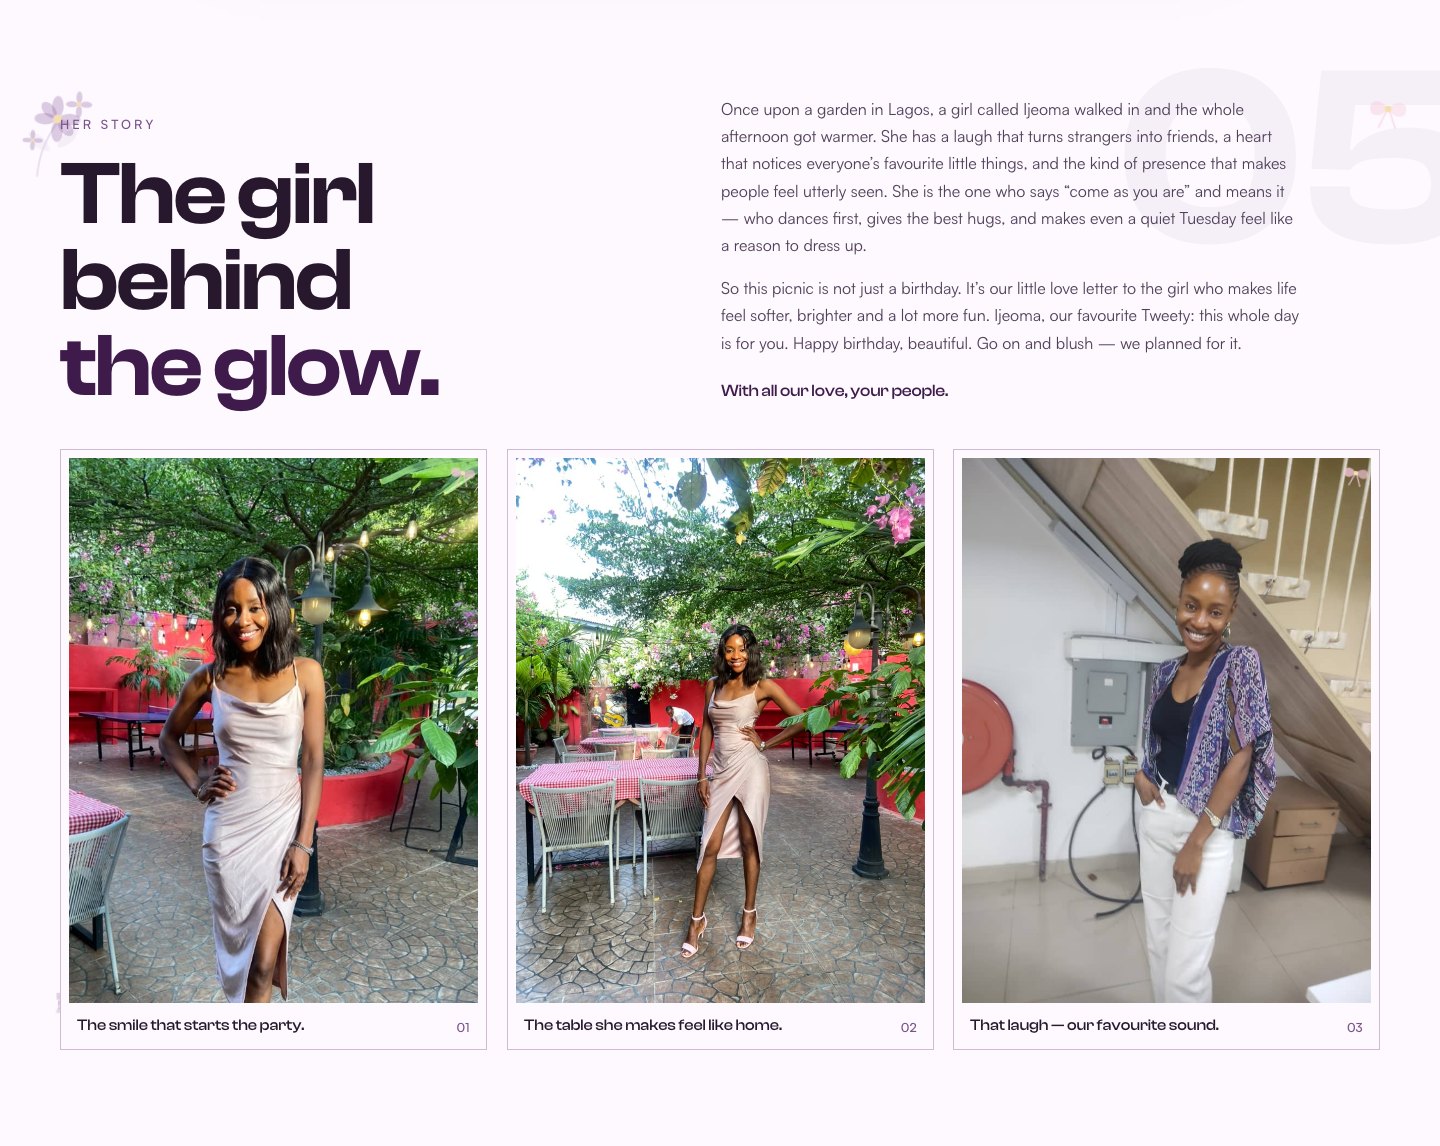 05
HER STORY
The girl
behind
the glow.
Once upon a garden in Lagos, a girl called Ijeoma walked in and the whole
afternoon got warmer. She has a laugh that turns strangers into friends, a heart
that notices everyone’s favourite little things, and the kind of presence that makes
people feel utterly seen. She is the one who says “come as you are” and means it
— who dances first, gives the best hugs, and makes even a quiet Tuesday feel like
a reason to dress up.
So this picnic is not just a birthday. It’s our little love letter to the girl who makes life
feel softer, brighter and a lot more fun. Ijeoma, our favourite Tweety: this whole day
is for you. Happy birthday, beautiful. Go on and blush — we planned for it.
With all our love, your people.
The smile that starts the party.
01
The table she makes feel like home.
02
That laugh — our favourite sound.
03